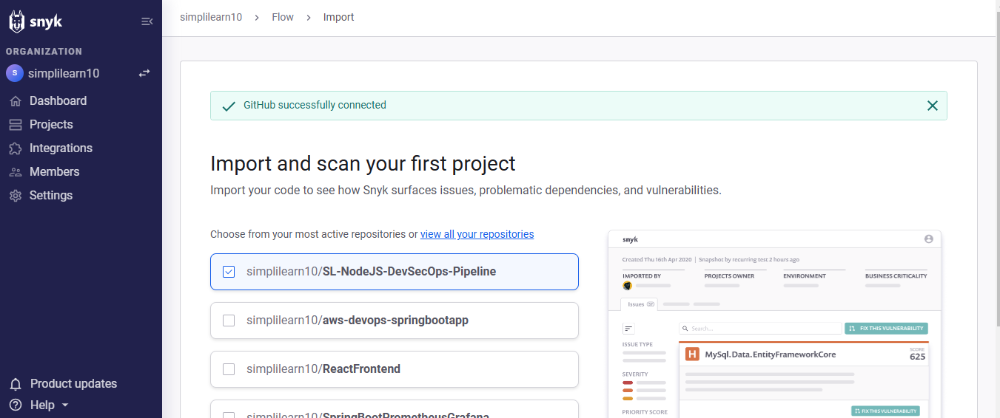 snyk
ORGANIZATION
S simplilearn10
Dashboard
Projects
Integrations
Members
Settings
Product updates
Help
simplilearn10 > Flow > Import
GitHub successfully connected
Import and scan your first project
Import your code to see how Snyk surfaces issues, problematic dependencies, and vulnerabilities.
Choose from your most active repositories or view all your repositories
simplilearn10/SL-NodeJS-DevSecOps-Pipeline
simplilearn10/aws-devops-springbootapp
simplilearn10/ReactFrontend
simplilearn10/SpringBootPrometheusGrafana
snyk
Created Thu 16th Apr 2020 | Snapshot by recurring test 2 hours ago
IMPORTED BY PROJECTS OWNER ENVIRONMENT BUSINESS CRITICALITY
Issues
Search... FIX THIS VULNERABILITY
ISSUE TYPE
H MySql.Data.EntityFrameworkCore SCORE
625
SEVERITY
PRIORITY SCORE
FIX THIS VULNERABILITY